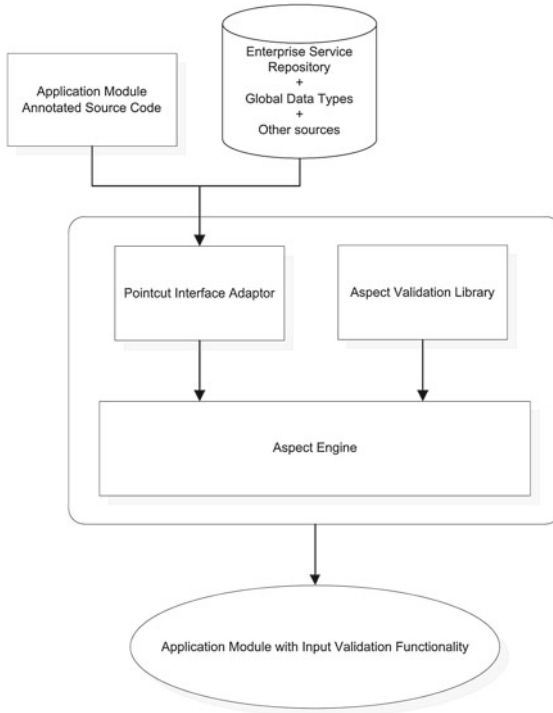 Application Module
Annotated Source Code
Enterprise Service
Repository
+
Global Data Types
+
Other sources
Pointcut Interface Adaptor
Aspect Validation Library
Aspect Engine
Application Module with Input Validation Functionality